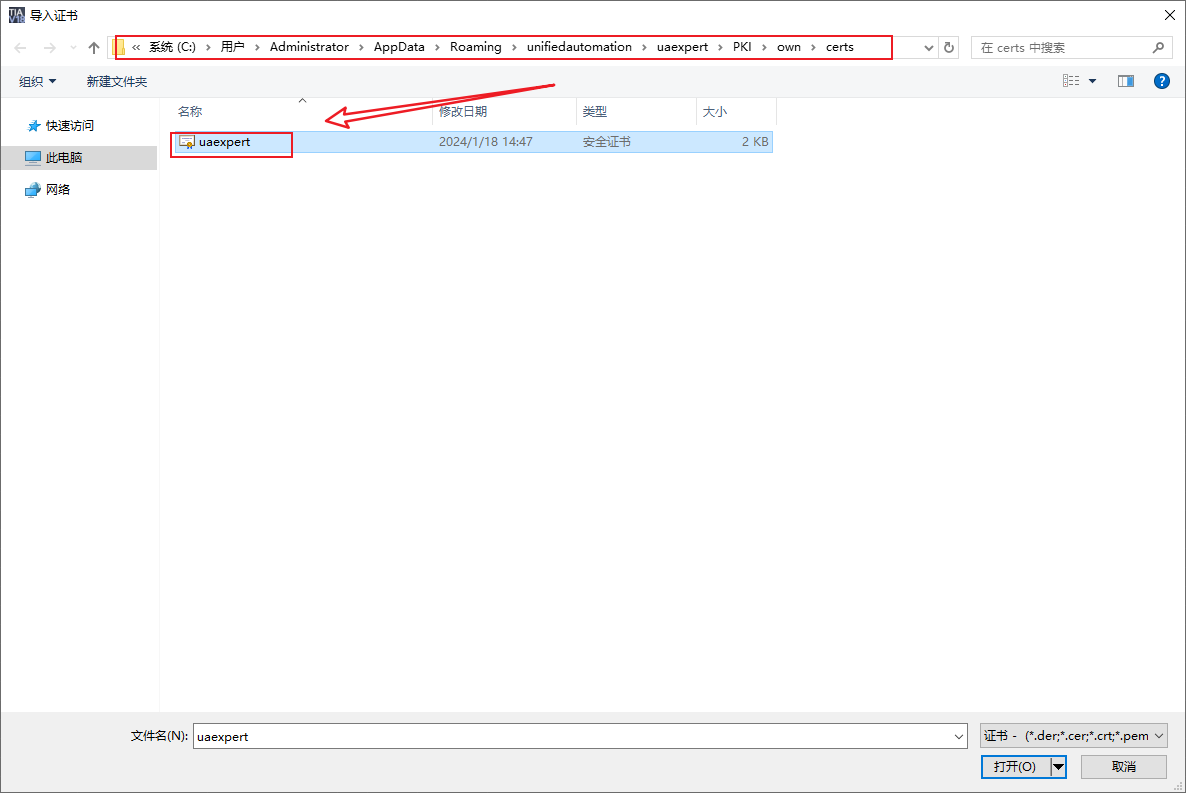 导入证书
« 系统 (C:) › 用户 › Administrator › AppData › Roaming › unifiedautomation › uaexpert › PKI › own › certs
在 certs 中搜索
组织
新建文件夹
名称
修改日期
类型
大小
快速访问
此电脑
网络
uaexpert
2024/1/18 14:47
安全证书
2 KB
文件名(N):
uaexpert
证书 - (*.der;*.cer;*.crt;*.pem
打开(O)
取消